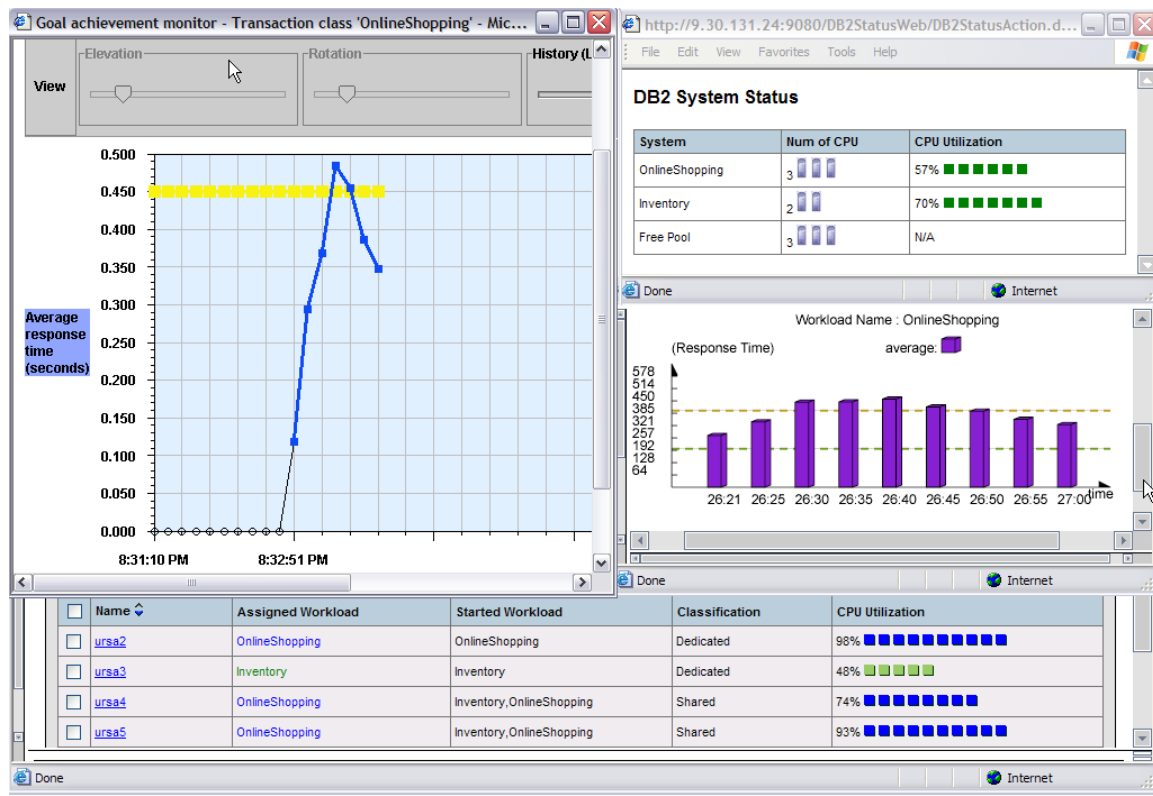 Goal achievement monitor - Transaction class 'OnlineShopping' - Mic...
View
Elevation
Rotation
History (L
0.500
0.450
0.400
0.350
0.300
0.250
0.200
0.150
0.100
0.050
0.000
Average
response
time
(seconds)
8:31:10 PM 8:32:51 PM
http://9.30.131.24:9080/DB2StatusWeb/DB2StatusAction.d...
File Edit View Favorites Tools Help
DB2 System Status
System Num of CPU CPU Utilization
OnlineShopping 3 57%
Inventory 2 70%
Free Pool 3 N/A
Done Internet
Workload Name : OnlineShopping
(Response Time) average:
578
514
450
385
321
257
192
128
64
26:21 26:25 26:30 26:35 26:40 26:45 26:50 26:55 27:00 time
Done Internet
Name Assigned Workload Started Workload Classification CPU Utilization
ursa2 OnlineShopping OnlineShopping Dedicated 98%
ursa3 Inventory Inventory Dedicated 48%
ursa4 OnlineShopping Inventory,OnlineShopping Shared 74%
ursa5 OnlineShopping Inventory,OnlineShopping Shared 93%
Done Internet